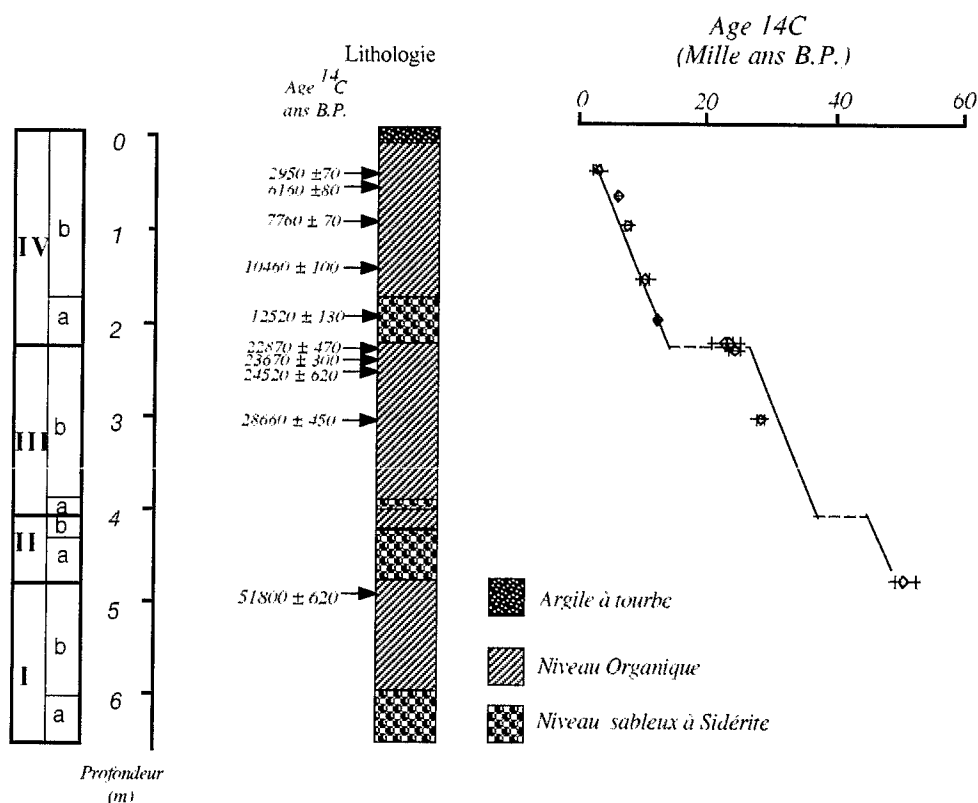 Age 14C
(Mille ans B.P.)
0 20 40 60
Lithologie
Age 14C
ans B.P.
0
1
2
3
4
5
6
Profondeur
(m)
IV
b
a
III
b
a
II
b
a
I
b
a
2950 ±70
6160 ±80
7760 ± 70
10460 ± 100
12520 ± 130
22870 ± 470
23670 ± 300
24520 ± 620
28660 ± 450
51800 ± 620
Argile à tourbe
Niveau Organique
Niveau sableux à Sidérite